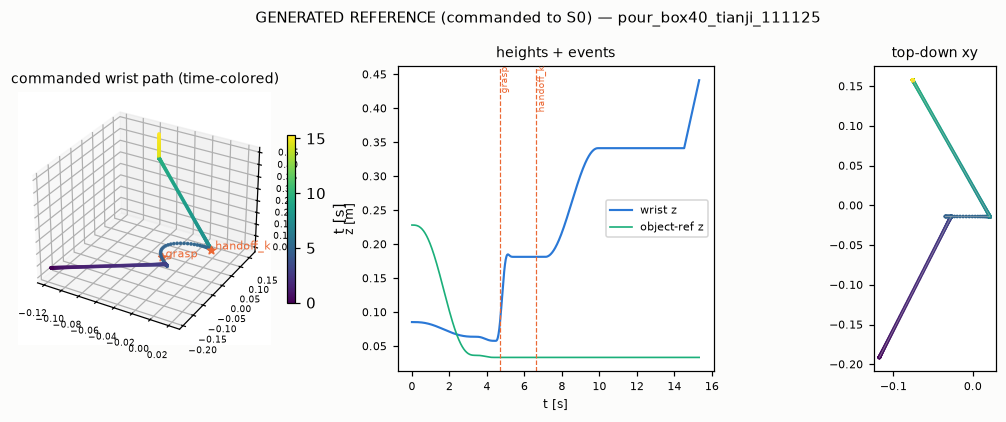 GENERATED REFERENCE (commanded to S0) — pour_box40_tianji_111125
commanded wrist path (time-colored)
grasp
handoff_k
−0.12
−0.10
−0.08
−0.06
−0.04
−0.02
0.00
0.02
−0.20
−0.15
−0.10
−0.05
0.00
0.05
0.10
0.15
15
10
5
0
t [s]
heights + events
z [m]
0.45
0.40
0.35
0.30
0.25
0.20
0.15
0.10
0.05
grasp
handoff_k
wrist z
object-ref z
0 2 4 6 8 10 12 14 16
t [s]
top-down xy
0.15
0.10
0.05
0.00
−0.05
−0.10
−0.15
−0.20
−0.1 0.0